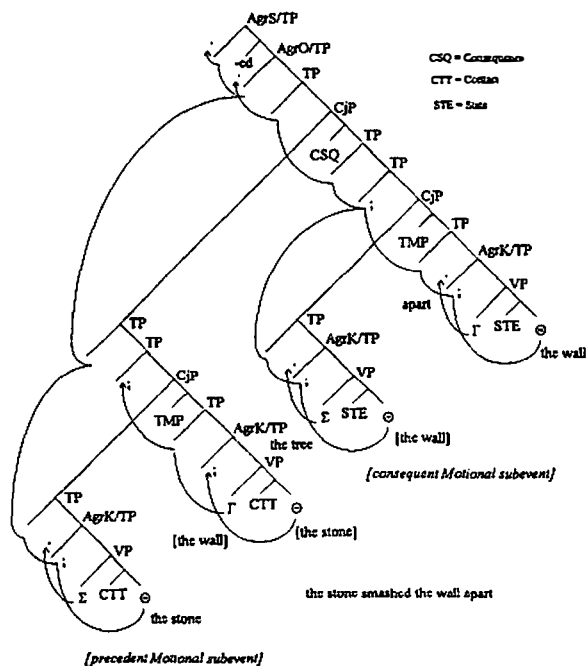 AgrS/TP
-ed
AgrO/TP
CSQ = Consequence
TP
CTT = Contact
CjP
STE = State
CSQ
TP
TP
CjP
TMP
TP
AgrK/TP
apart
VP
Γ
STE
Θ
the wall
TP
TP
TP
AgrK/TP
CjP
VP
TMP
TP
Σ
STE
Θ
the tree
AgrK/TP
[the wall]
VP
[consequent Motional subevent]
TP
Γ
CTT
Θ
AgrK/TP
[the wall]
[the stone]
VP
Σ
CTT
Θ
the stone
the stone smashed the wall apart
[precedent Motional subevent]